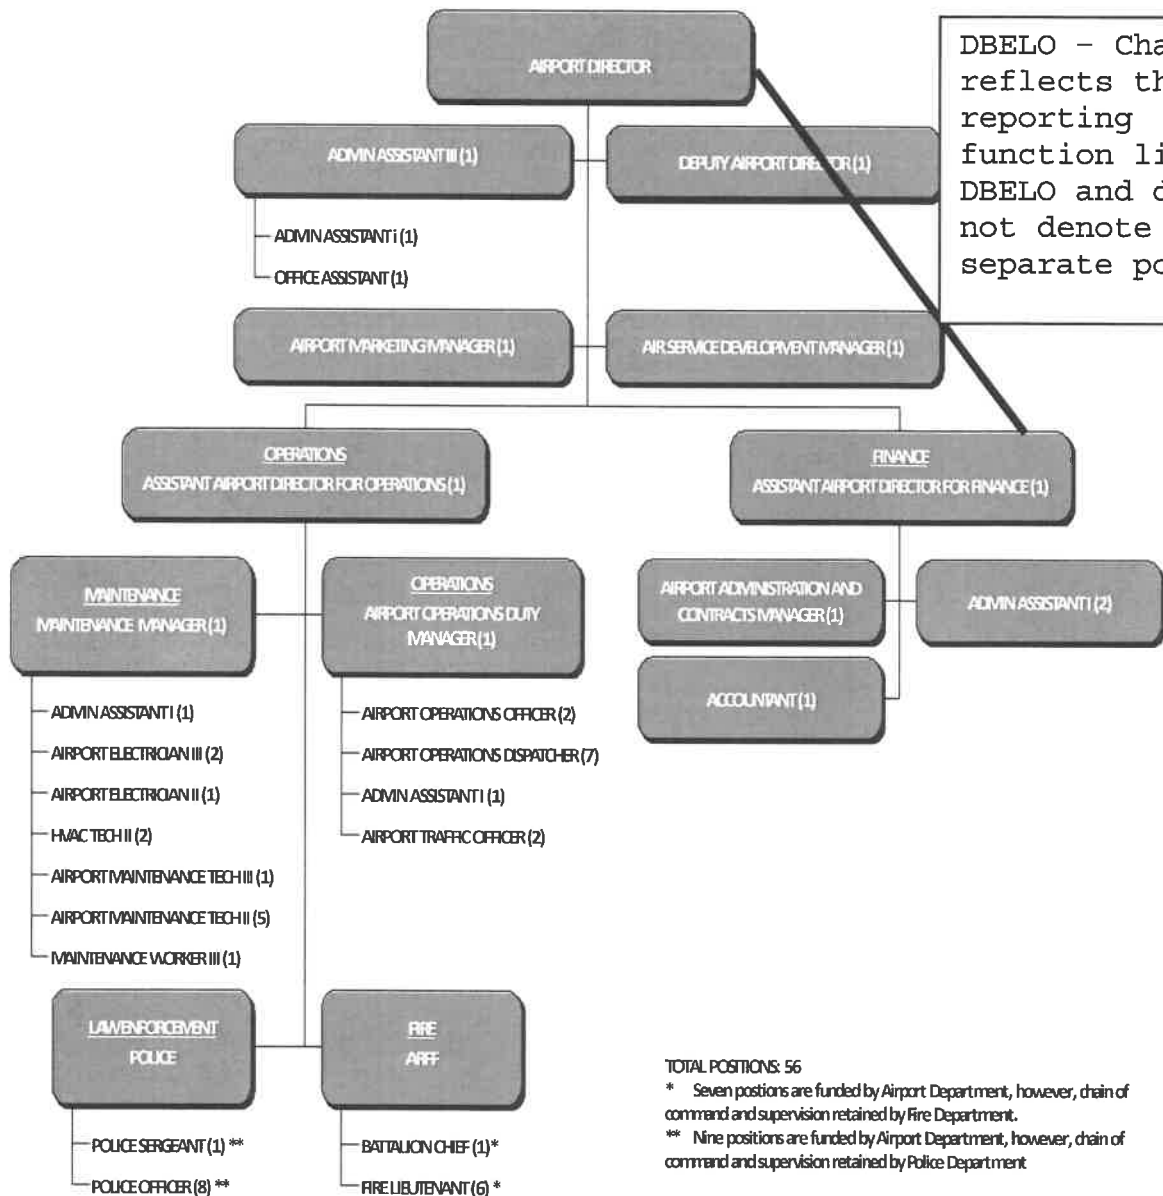 AIRPORT DIRECTOR
DBELO – Cha
reflects th
reporting
function li
DBELO and d
not denote
separate po
ADMIN ASSISTANT III (1)
DEPUTY AIRPORT DIRECTOR (1)
ADMIN ASSISTANT i (1)
OFFICE ASSISTANT (1)
AIRPORT MARKETING MANAGER (1)
AIR SERVICE DEVELOPMENT MANAGER (1)
OPERATIONS
ASSISTANT AIRPORT DIRECTOR FOR OPERATIONS (1)
FINANCE
ASSISTANT AIRPORT DIRECTOR FOR FINANCE (1)
MAINTENANCE
MAINTENANCE MANAGER (1)
OPERATIONS
AIRPORT OPERATIONS DUTY
MANAGER (1)
AIRPORT ADMINISTRATION AND
CONTRACTS MANAGER (1)
ADMIN ASSISTANT I (2)
ACCOUNTANT (1)
ADMIN ASSISTANT I (1)
AIRPORT ELECTRICIAN III (2)
AIRPORT ELECTRICIAN II (1)
HVAC TECH II (2)
AIRPORT MAINTENANCE TECH III (1)
AIRPORT MAINTENANCE TECH II (5)
MAINTENANCE WORKER III (1)
AIRPORT OPERATIONS OFFICER (2)
AIRPORT OPERATIONS DISPATCHER (7)
ADMIN ASSISTANT I (1)
AIRPORT TRAFFIC OFFICER (2)
LAW ENFORCEMENT
POLICE
FIRE
ARFF
POLICE SERGEANT (1) **
POLICE OFFICER (8) **
BATTALION CHIEF (1)*
FIRE LIEUTENANT (6) *
TOTAL POSITIONS: 56
* Seven postions are funded by Airport Department, however, chain of
command and supervision retained by Fire Department.
** Nine positions are funded by Airport Department, however, chain of
command and supervision retained by Police Department